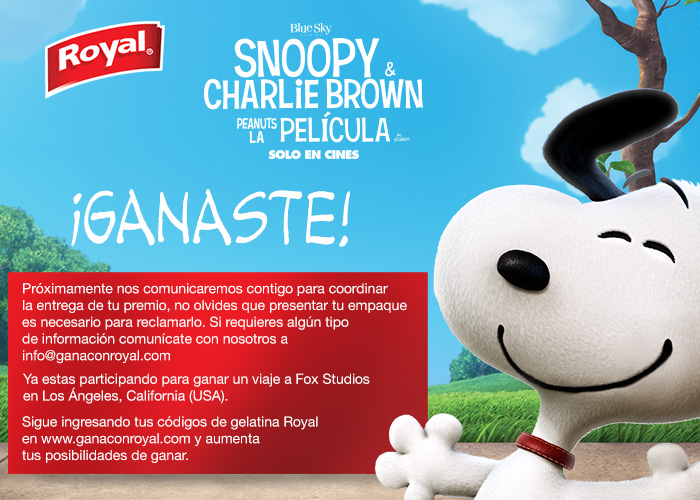 Royal®
BlueSky
SNOOPY &
CHARLIE BROWN
PEANUTS LA PELÍCULA
SOLO EN CINES
¡GANASTE!
Próximamente nos comunicaremos contigo para coordinar
la entrega de tu premio, no olvides que presentar tu empaque
es necesario para reclamarlo. Si requieres algún tipo
de información comunícate con nosotros a
info@ganaconroyal.com
Ya estas participando para ganar un viaje a Fox Studios
en Los Ángeles, California (USA).
Sigue ingresando tus códigos de gelatina Royal
en www.ganaconroyal.com y aumenta
tus posibilidades de ganar.